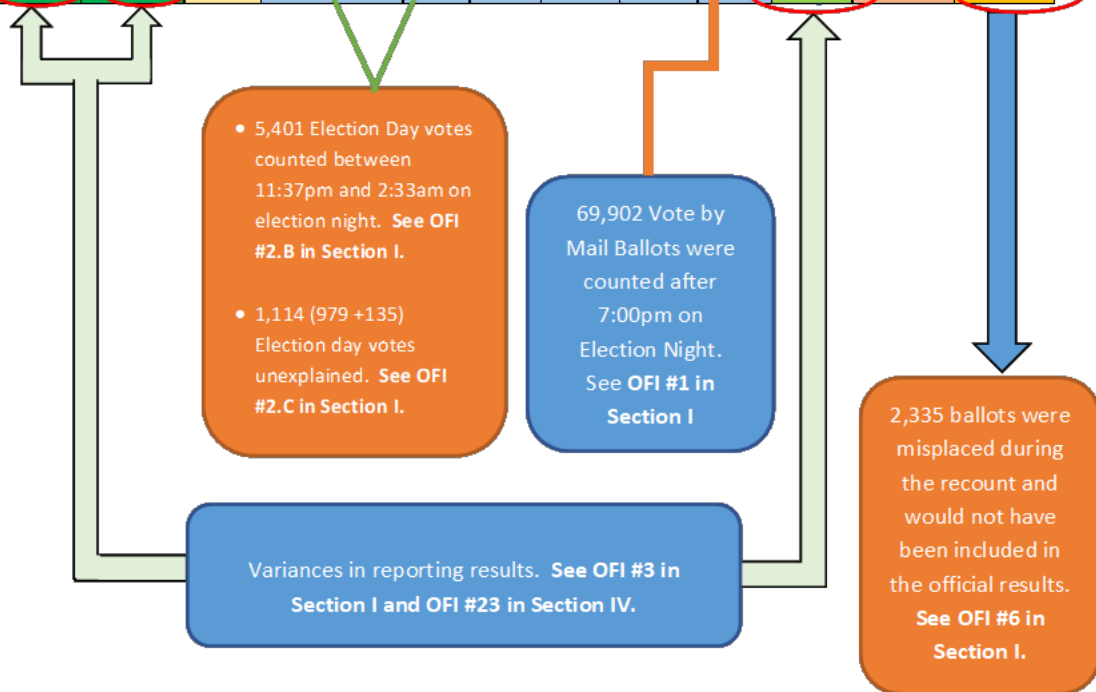 • 5,401 Election Day votes
counted between
11:37pm and 2:33am on
election night. See OFI
#2.B in Section I.
• 1,114 (979 +135)
Election day votes
unexplained. See OFI
#2.C in Section I.
69,902 Vote by
Mail Ballots were
counted after
7:00pm on
Election Night.
See OFI #1 in
Section I
2,335 ballots were
misplaced during
the recount and
would not have
been included in
the official results.
See OFI #6 in
Section I.
Variances in reporting results. See OFI #3 in
Section I and OFI #23 in Section IV.